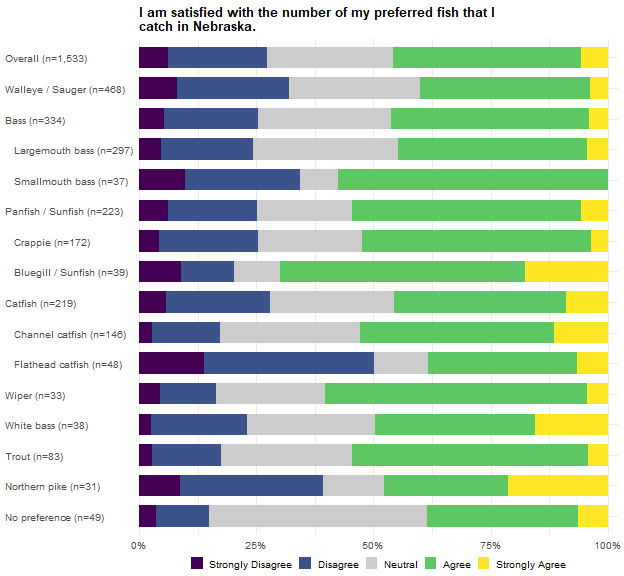 I am satisfied with the number of my preferred fish that I
catch in Nebraska.
Overall (n=1,533)
Walleye / Sauger (n=468)
Bass (n=334)
Largemouth bass (n=297)
Smallmouth bass (n=37)
Panfish / Sunfish (n=223)
Crappie (n=172)
Bluegill / Sunfish (n=39)
Catfish (n=219)
Channel catfish (n=146)
Flathead catfish (n=48)
Wiper (n=33)
White bass (n=38)
Trout (n=83)
Northern pike (n=31)
No preference (n=49)
0% 25% 50% 75% 100%
Strongly Disagree Disagree Neutral Agree Strongly Agree